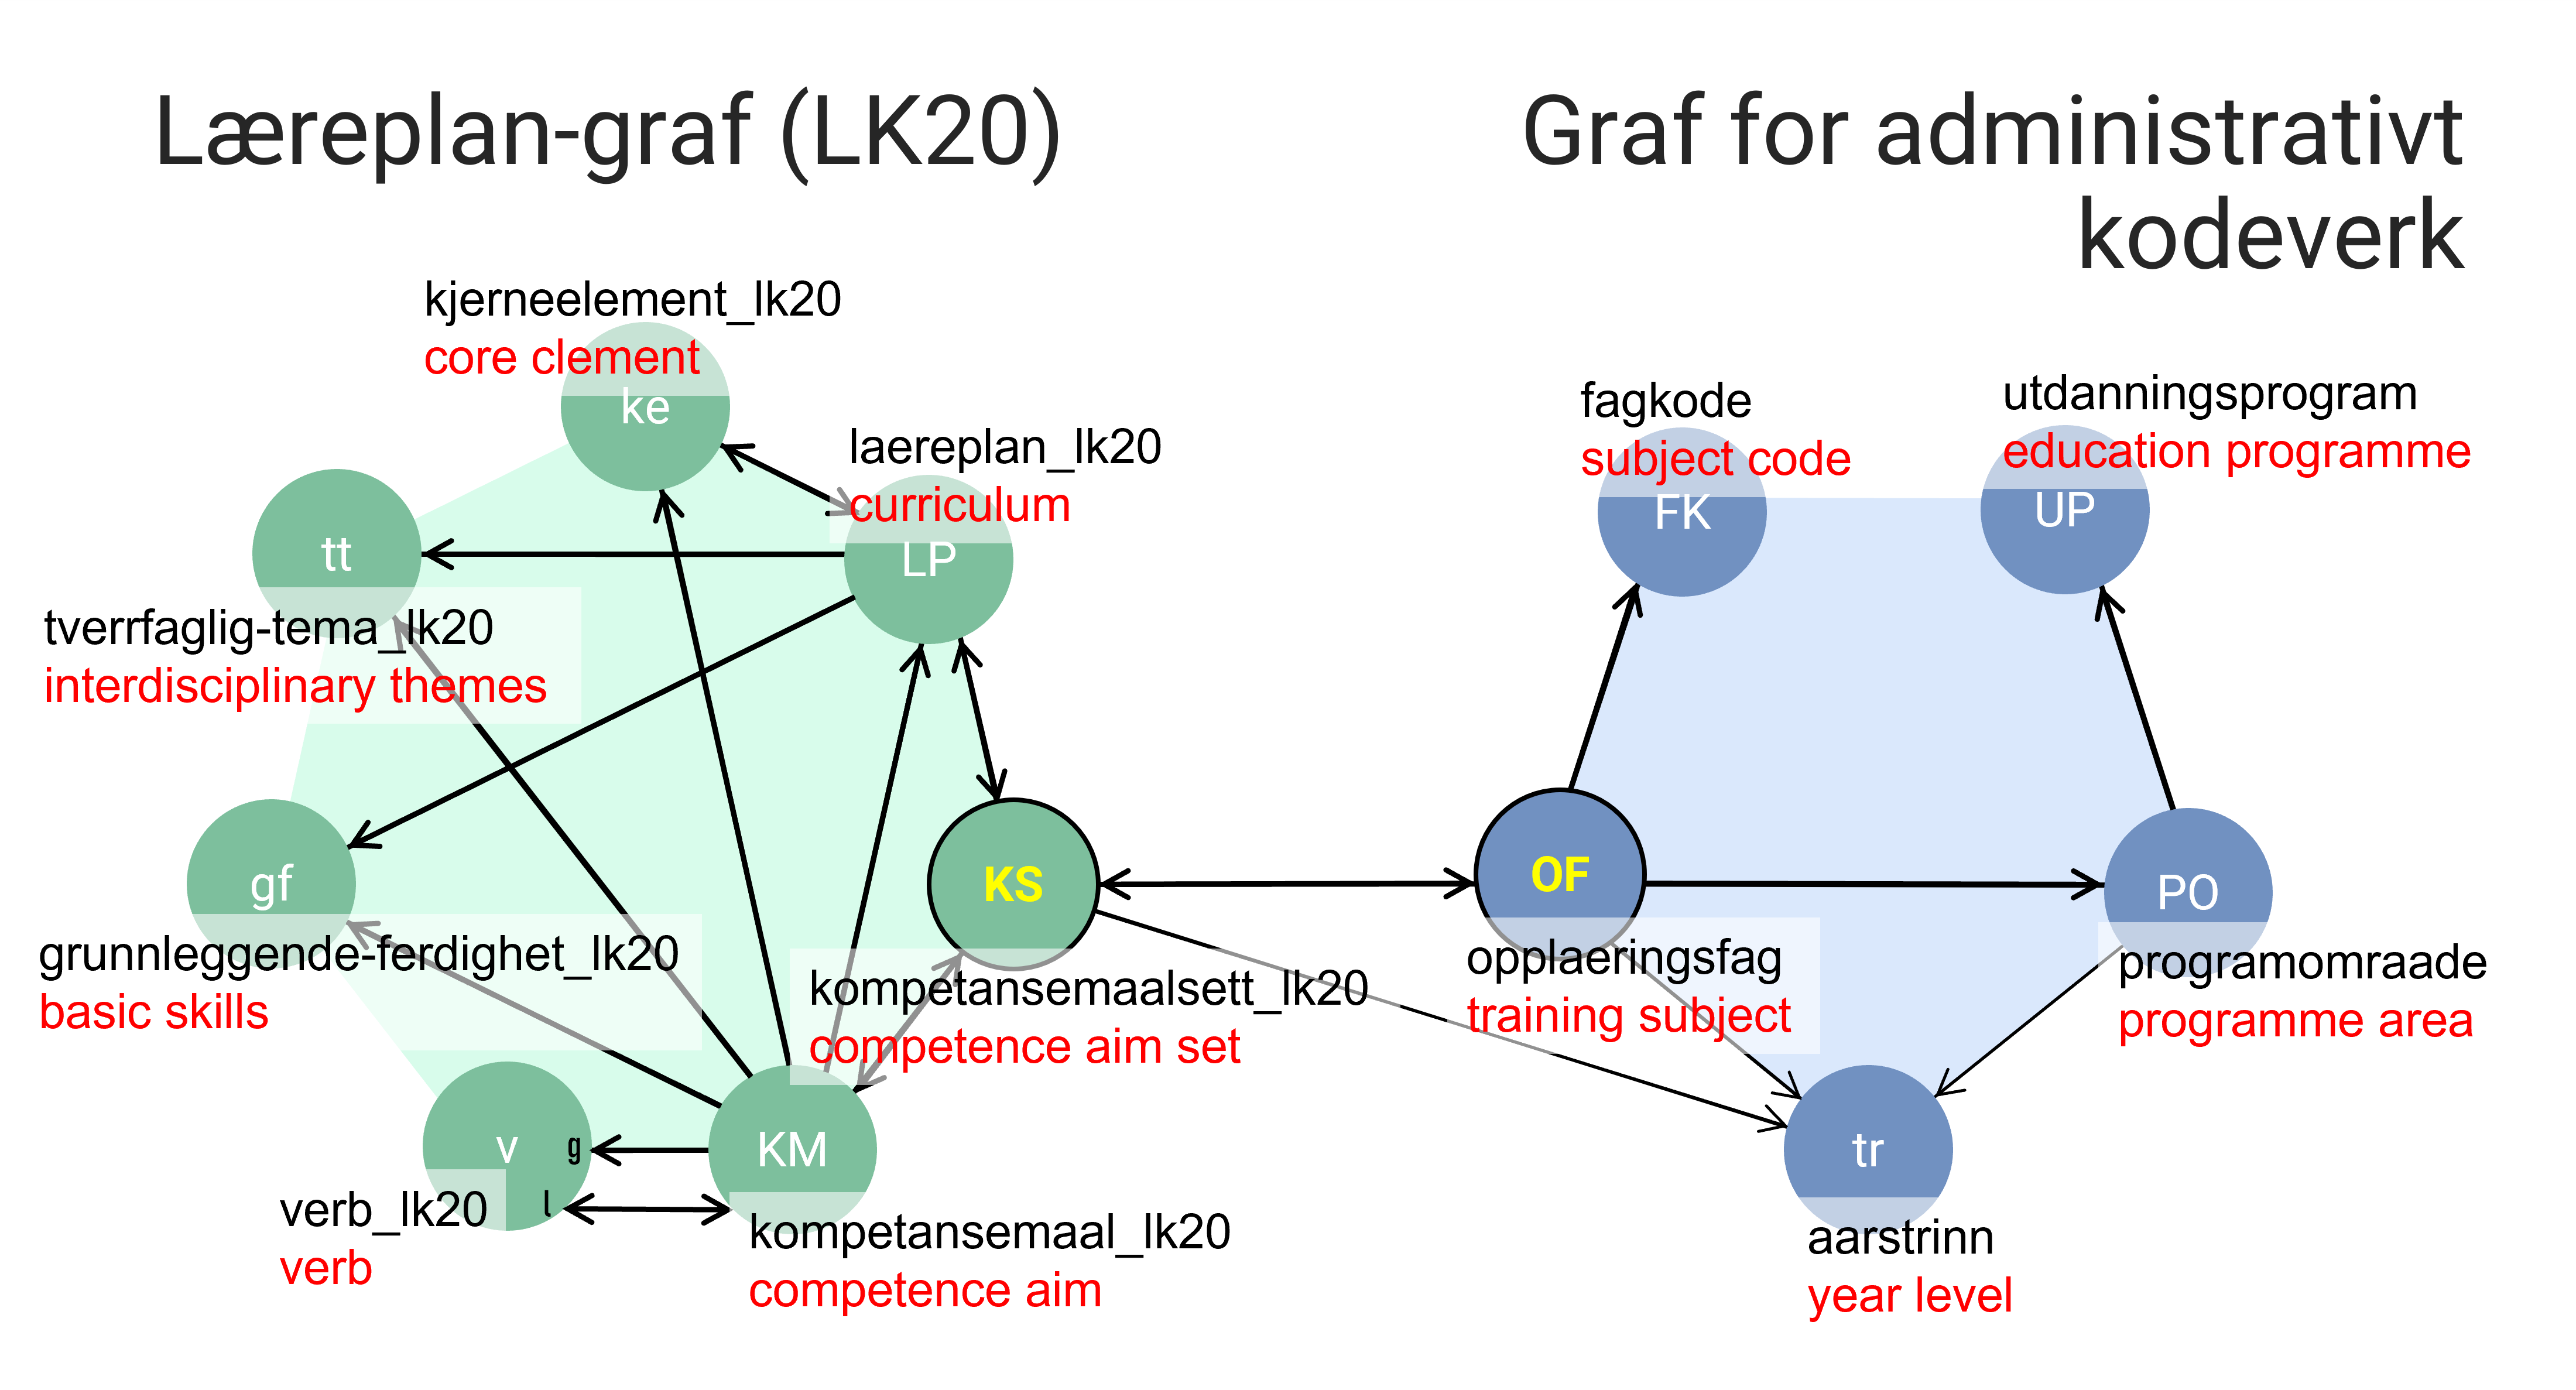 Læreplan-graf (LK20)
Graf for administrativt
kodeverk
kjerneelement_lk20
core clement
ke
laereplan_lk20
curriculum
LP
tt
tverrfaglig-tema_lk20
interdisciplinary themes
gf
grunnleggende-ferdighet_lk20
basic skills
KS
kompetansemaalsett_lk20
competence aim set
v
g
l
verb_lk20
verb
KM
kompetansemaal_lk20
competence aim
fagkode
subject code
FK
utdanningsprogram
education programme
UP
OF
opplaeringsfag
training subject
PO
programomraade
programme area
tr
aarstrinn
year level